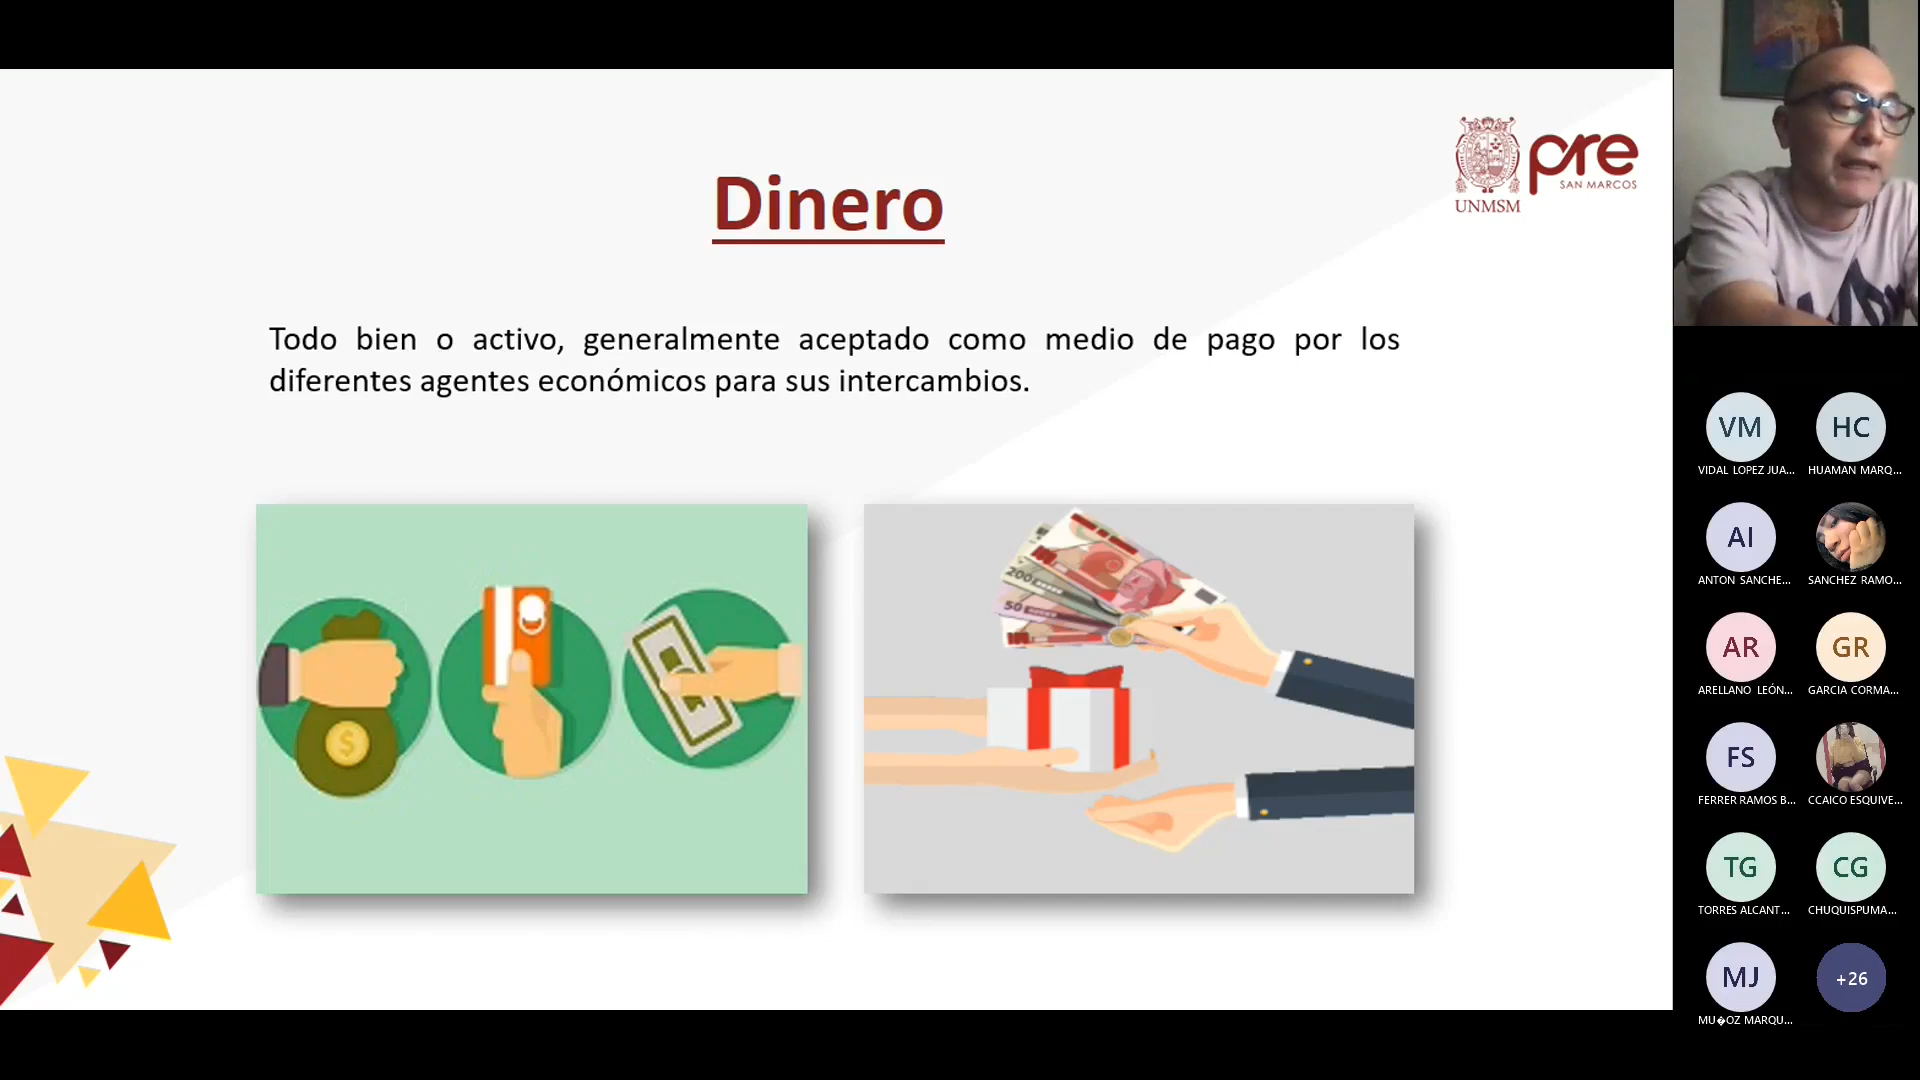 Dinero
UNMSM
pre
SAN MARCOS
Todo bien o activo, generalmente aceptado como medio de pago por los
diferentes agentes económicos para sus intercambios.
$
200
50
VM
HC
VIDAL LOPEZ JUA...
HUAMAN MARQ...
AI
ANTON SANCHE...
SANCHEZ RAMO...
AR
GR
ARELLANO LEÓN...
GARCIA CORMA...
FS
FERRER RAMOS B...
CCAICO ESQUIVE...
TG
CG
TORRES ALCANT...
CHUQUISPUMA...
MJ
+26
MU�OZ MARQU...